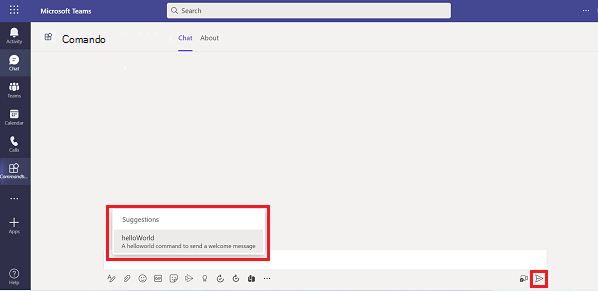 Microsoft Teams
Search
Activity
Chat
Teams
Calendar
Calls
Commandb...
Apps
Help
Comando
Chat
About
Suggestions
helloWorld
A helloworld command to send a welcome message